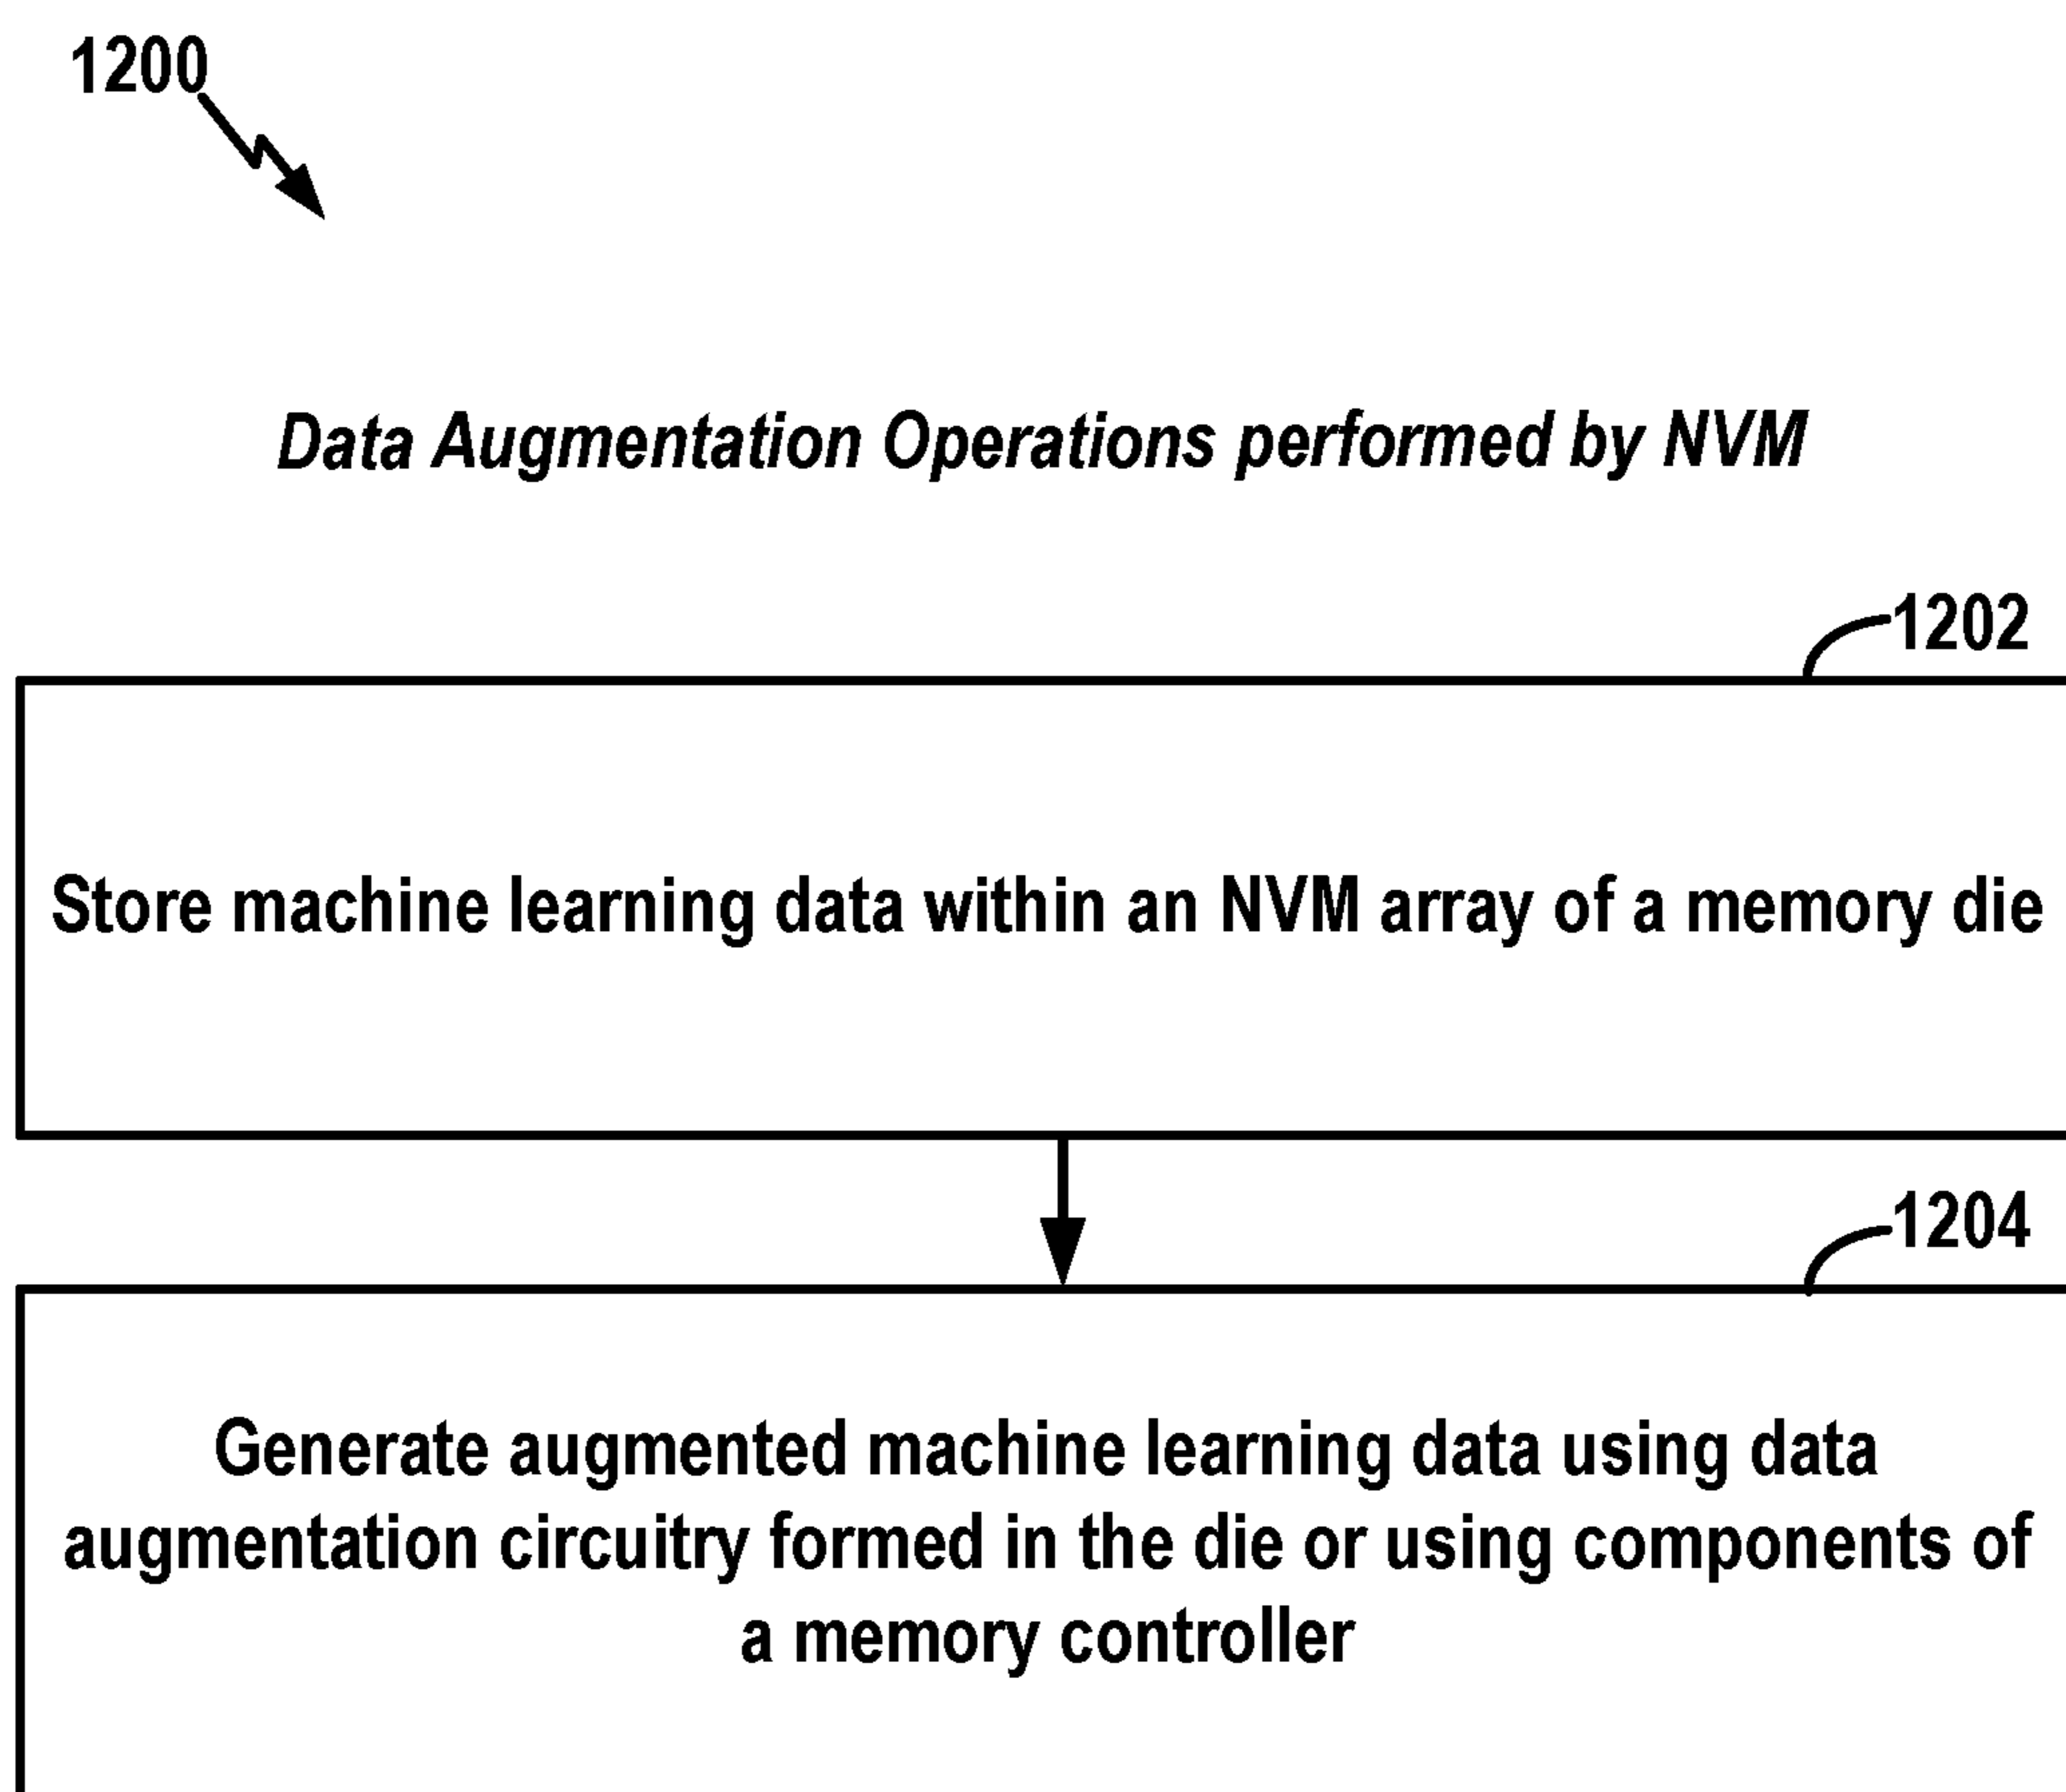 1200
Data Augmentation Operations performed by NVM
1202
Store machine learning data within an NVM array of a memory die
1204
Generate augmented machine learning data using data
augmentation circuitry formed in the die or using components of
a memory controller